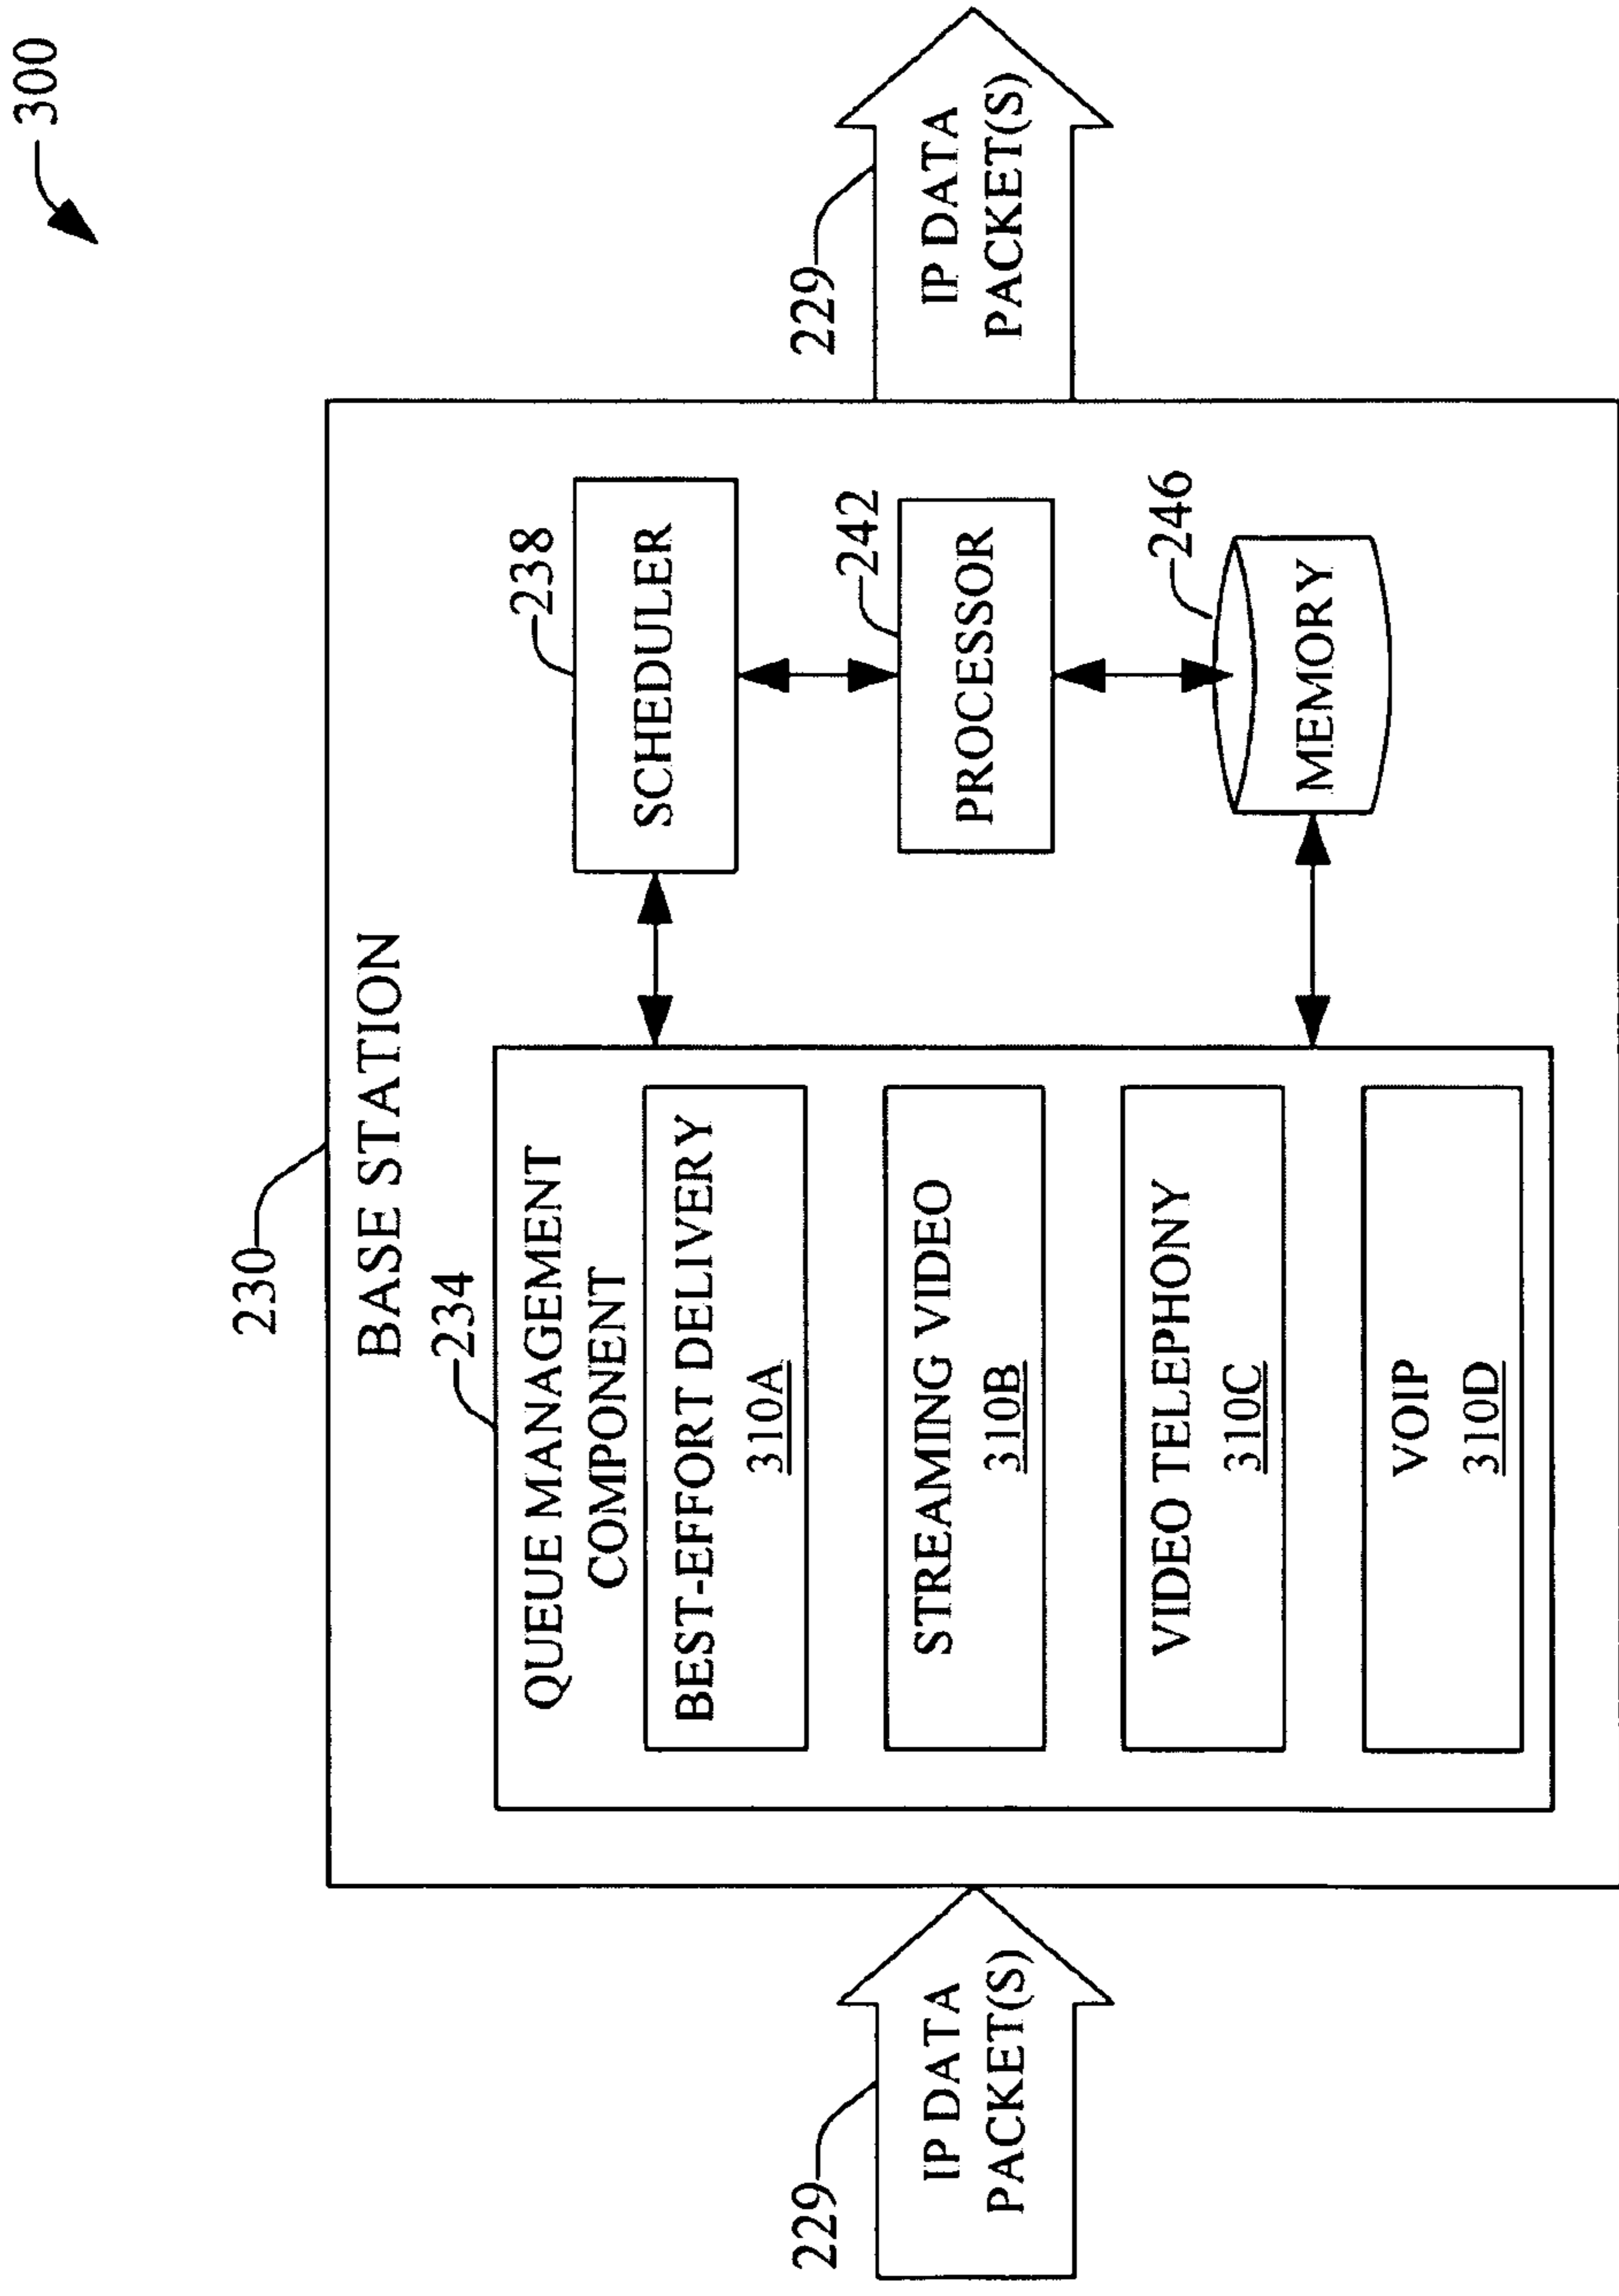 300
230
BASE STATION
234
QUEUE MANAGEMENT
COMPONENT
BEST-EFFORT DELIVERY
310A
STREAMING VIDEO
310B
VIDEO TELEPHONY
310C
VOIP
310D
238
SCHEDULER
242
PROCESSOR
246
MEMORY
229
IP DATA
PACKET(S)
229
IP DATA
PACKET(S)